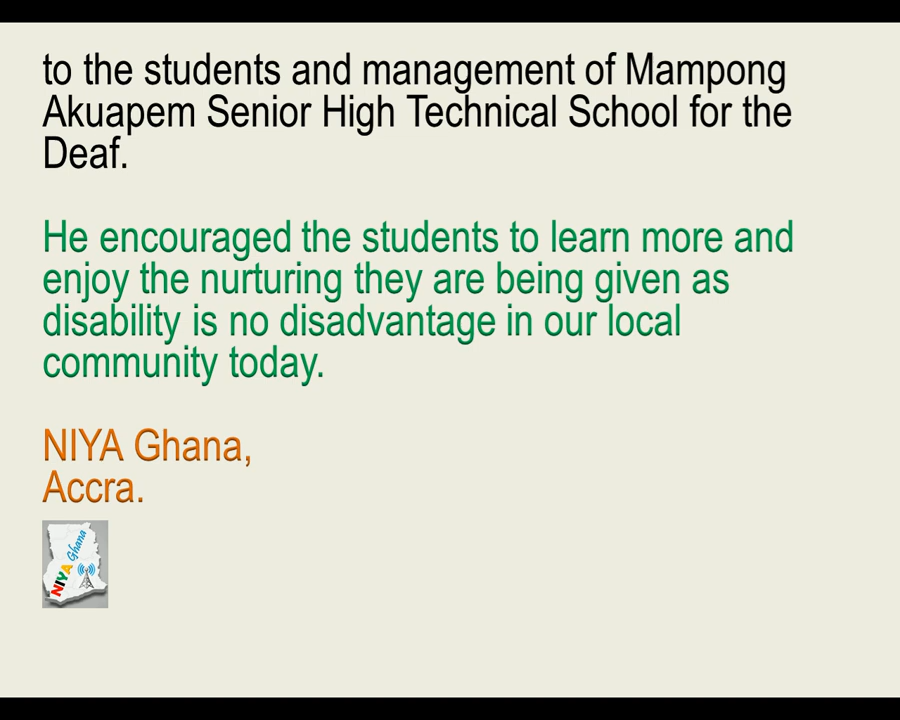 to the students and management of Mampong
Akuapem Senior High Technical School for the
Deaf.
He encouraged the students to learn more and
enjoy the nurturing they are being given as
disability is no disadvantage in our local
community today.
NIYA Ghana,
Accra.
NIYA Ghana